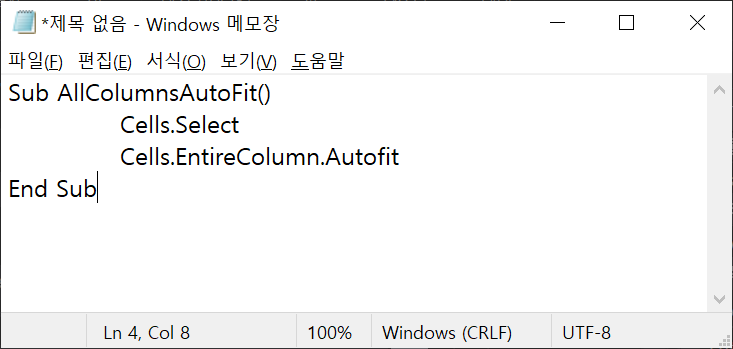 *제목 없음 - Windows 메모장
파일(F) 편집(E) 서식(O) 보기(V) 도움말
Sub AllColumnsAutoFit()
Cells.Select
Cells.EntireColumn.Autofit
End Sub
Ln 4, Col 8 100% Windows (CRLF) UTF-8